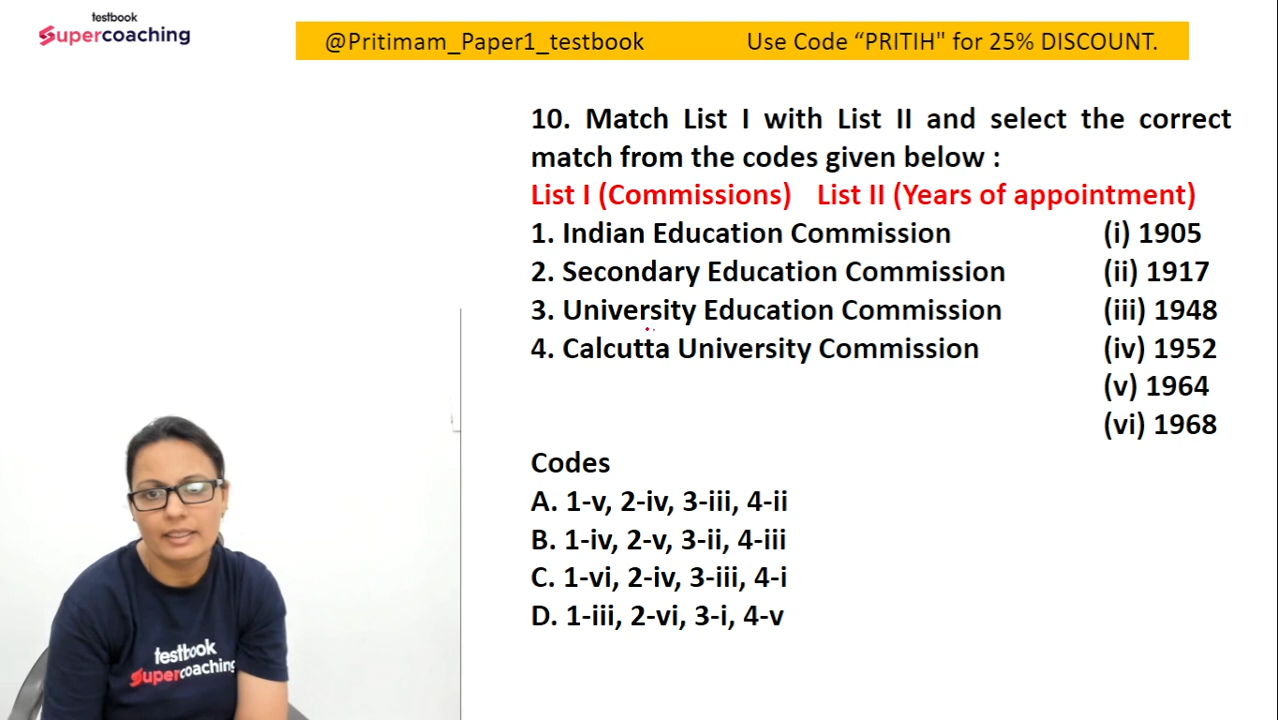 testbook
Supercoaching
@Pritimam_Paper1_testbook Use Code “PRITIH" for 25% DISCOUNT.
10. Match List I with List II and select the correct
match from the codes given below :
List I (Commissions) List II (Years of appointment)
1. Indian Education Commission (i) 1905
2. Secondary Education Commission (ii) 1917
3. University Education Commission (iii) 1948
4. Calcutta University Commission (iv) 1952
(v) 1964
(vi) 1968
Codes
A. 1-v, 2-iv, 3-iii, 4-ii
B. 1-iv, 2-v, 3-ii, 4-iii
C. 1-vi, 2-iv, 3-iii, 4-i
D. 1-iii, 2-vi, 3-i, 4-v
testbook
Supercoaching